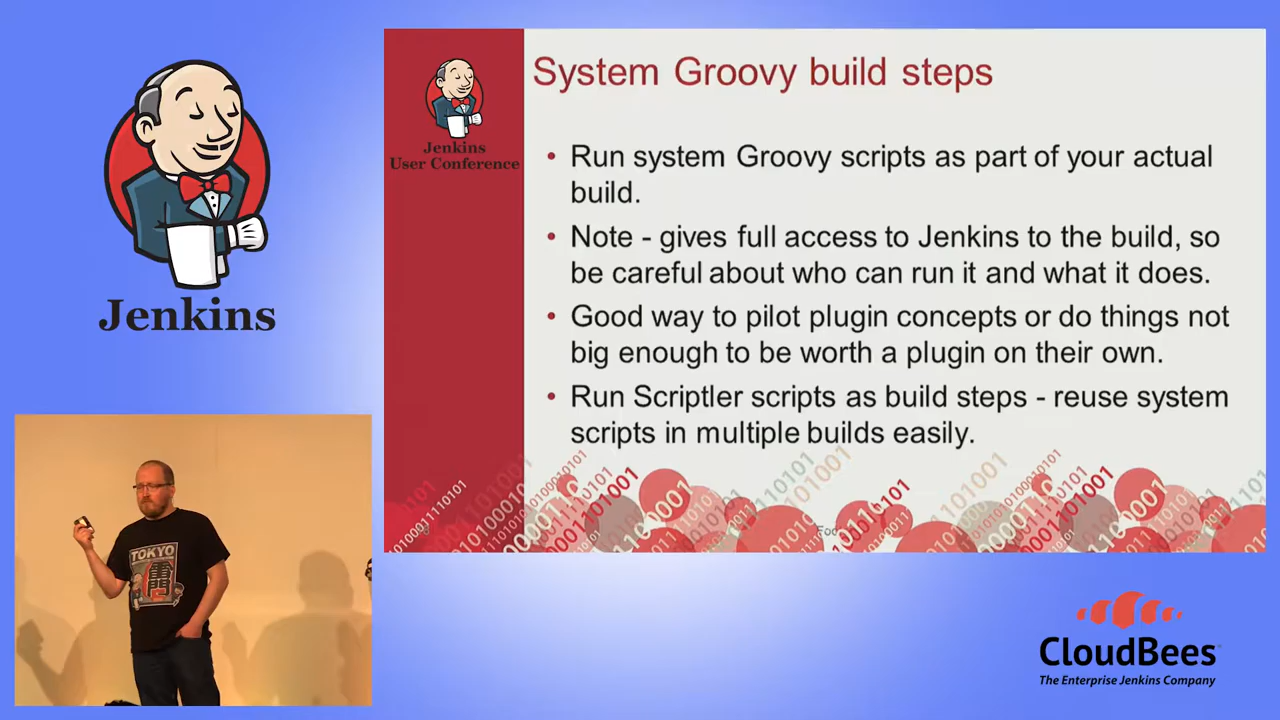 Jenkins
Jenkins
User Conference
System Groovy build steps
• Run system Groovy scripts as part of your actual
build.
• Note - gives full access to Jenkins to the build, so
be careful about who can run it and what it does.
• Good way to pilot plugin concepts or do things not
big enough to be worth a plugin on their own.
• Run Scriptler scripts as build steps - reuse system
scripts in multiple builds easily.
TOKYO
CloudBees
The Enterprise Jenkins Company